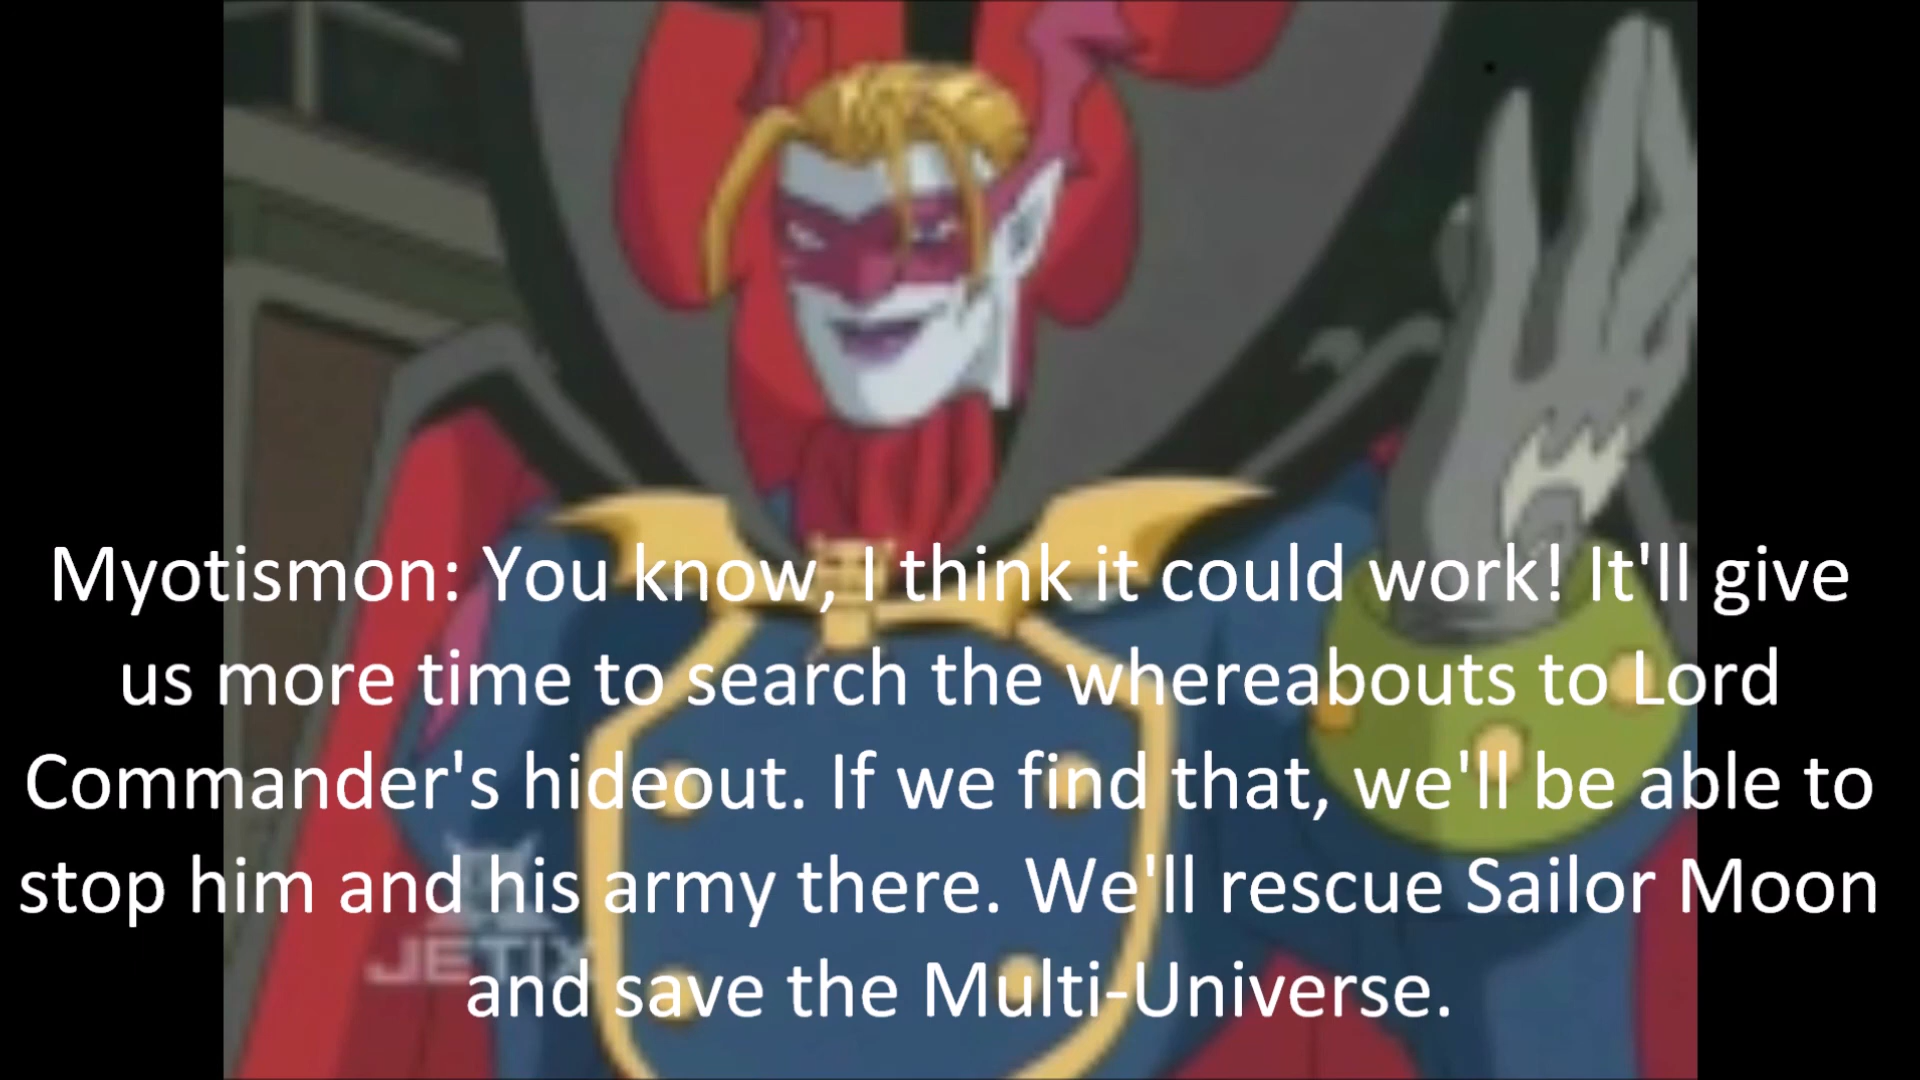 Myotismon: You know, I think it could work! It'll give
us more time to search the whereabouts to Lord
Commander's hideout. If we find that, we'll be able to
stop him and his army there. We'll rescue Sailor Moon
JETIX
and save the Multi-Universe.